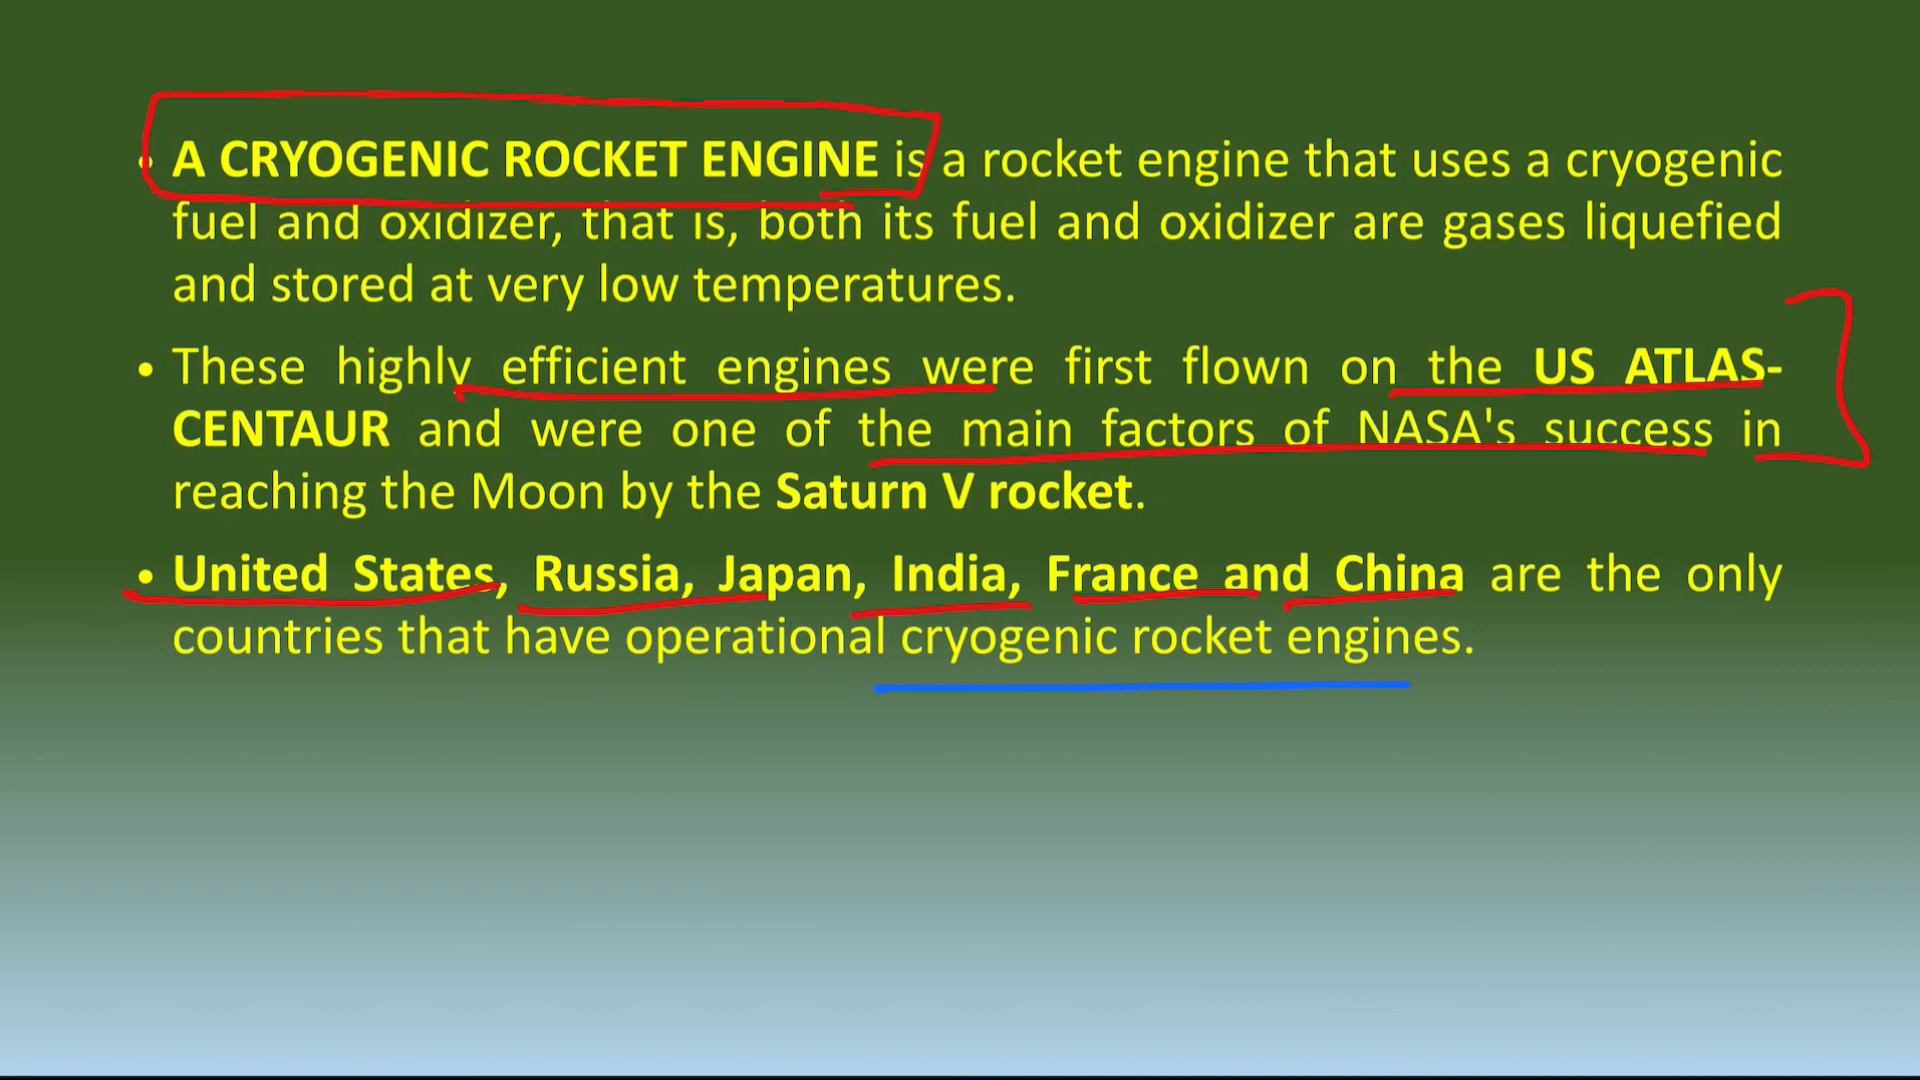 • A CRYOGENIC ROCKET ENGINE is a rocket engine that uses a cryogenic
fuel and oxidizer, that is, both its fuel and oxidizer are gases liquefied
and stored at very low temperatures.
• These highly efficient engines were first flown on the US ATLAS-
CENTAUR and were one of the main factors of NASA's success in
reaching the Moon by the Saturn V rocket.
• United States, Russia, Japan, India, France and China are the only
countries that have operational cryogenic rocket engines.